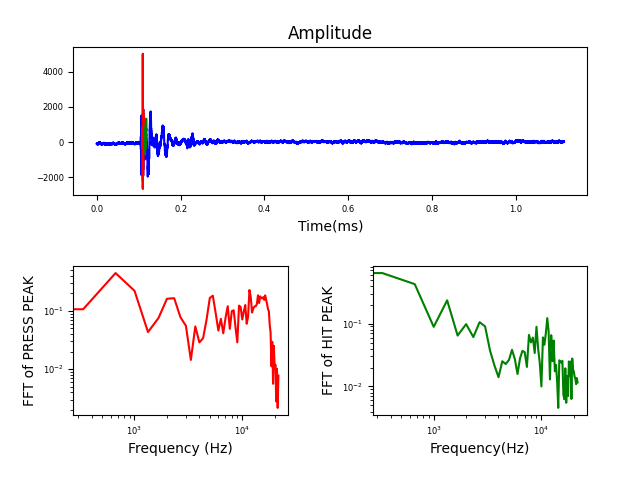 Amplitude
4000
2000
0
−2000
0.0 0.2 0.4 0.6 0.8 1.0
Time(ms)
FFT of PRESS PEAK
10⁻¹
10⁻²
10³ 10⁴
Frequency (Hz)
FFT of HIT PEAK
10⁻¹
10⁻²
10³ 10⁴
Frequency(Hz)